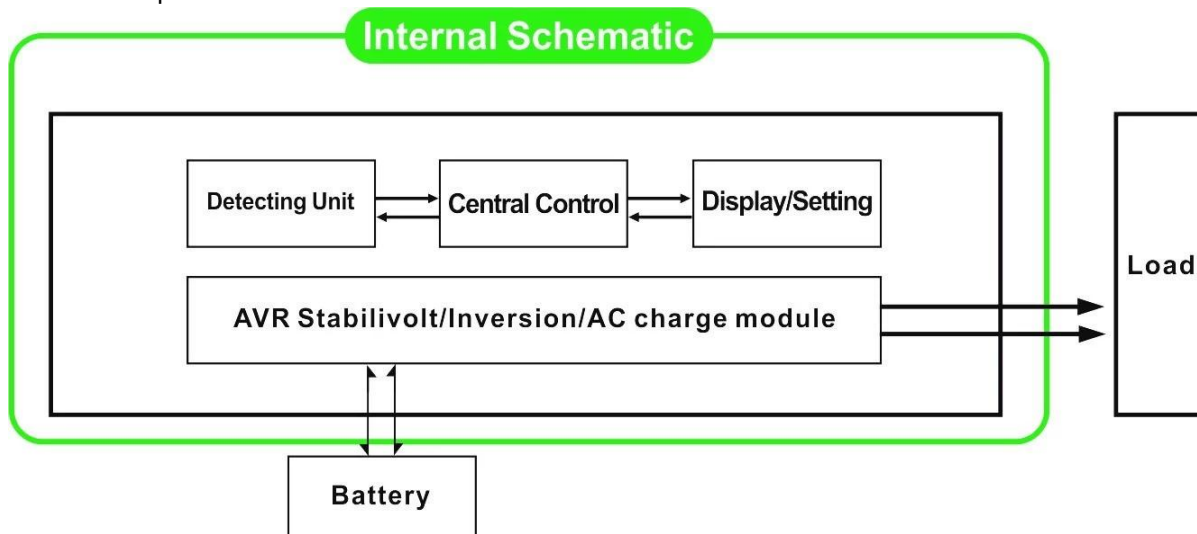 Internal Schematic
Detecting Unit
Central Control
Display/Setting
AVR Stabilivolt/Inversion/AC charge module
Load
Battery